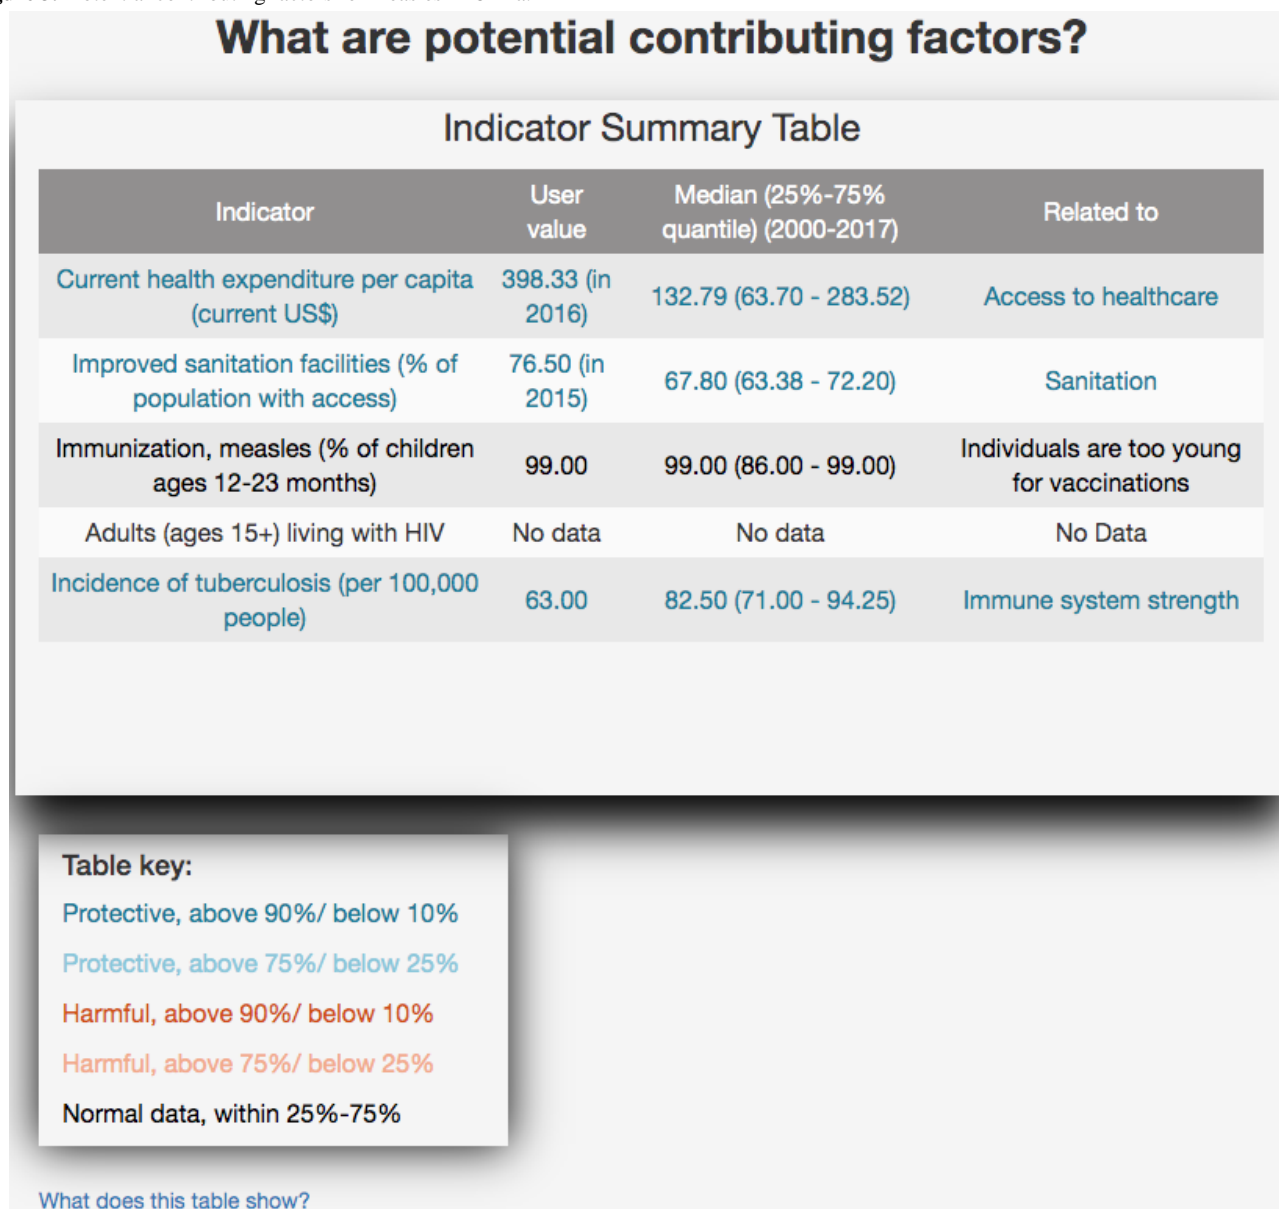 What are potential contributing factors?
Indicator Summary Table
Indicator
User
value
Median (25%-75%
quantile) (2000-2017)
Related to
Current health expenditure per capita
(current US$)
398.33 (in
2016)
132.79 (63.70 - 283.52)
Access to healthcare
Improved sanitation facilities (% of
population with access)
76.50 (in
2015)
67.80 (63.38 - 72.20)
Sanitation
Immunization, measles (% of children
ages 12-23 months)
99.00
99.00 (86.00 - 99.00)
Individuals are too young
for vaccinations
Adults (ages 15+) living with HIV
No data
No data
No Data
Incidence of tuberculosis (per 100,000
people)
63.00
82.50 (71.00 - 94.25)
Immune system strength
Table key:
Protective, above 90%/ below 10%
Protective, above 75%/ below 25%
Harmful, above 90%/ below 10%
Harmful, above 75%/ below 25%
Normal data, within 25%-75%
What does this table show?